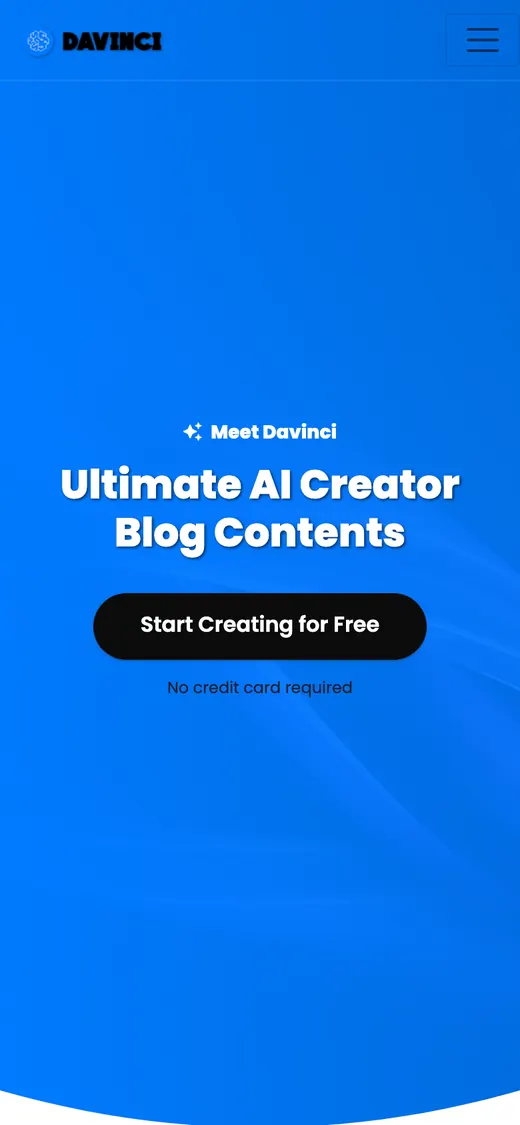 DAVINCI
Meet Davinci
Ultimate AI Creator
Blog Contents
Start Creating for Free
No credit card required